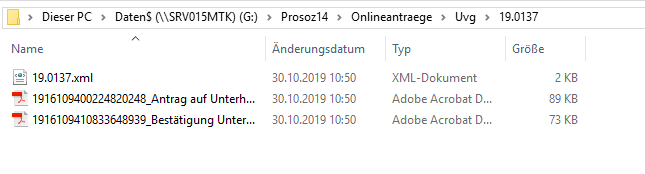 Dieser PC > Daten$ (\\SRV015MTK) (G:) > Prosoz14 > Onlineantraege > Uvg > 19.0137
Name Änderungsdatum Typ Größe
19.0137.xml 30.10.2019 10:50 XML-Dokument 2 KB
1916109400224820248_Antrag auf Unterh... 30.10.2019 10:50 Adobe Acrobat D... 89 KB
1916109410833648939_Bestätigung Unter... 30.10.2019 10:50 Adobe Acrobat D... 73 KB